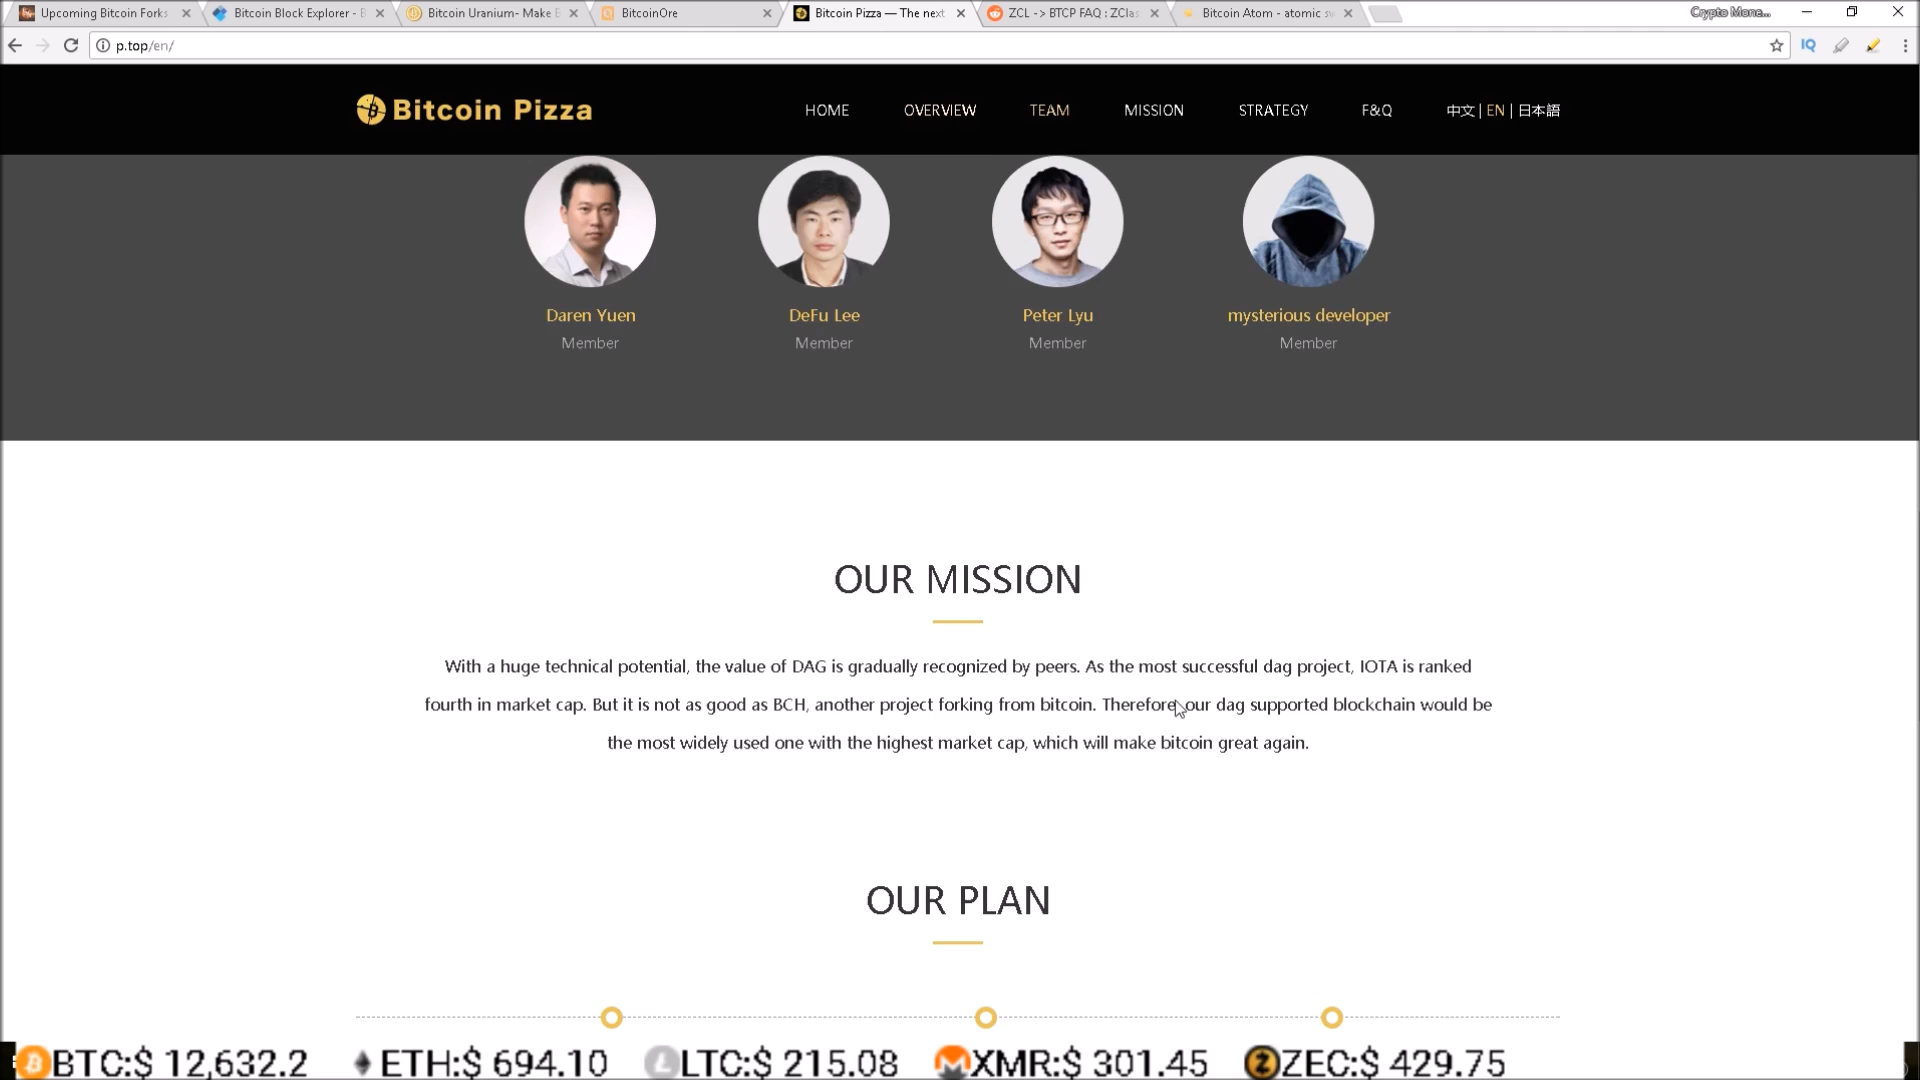 Upcoming Bitcoin Forks
Bitcoin Block Explorer - B
Bitcoin Uranium- Make B
BitcoinOre
Bitcoin Pizza — The next
ZCL -> BTCP FAQ : ZClas
Bitcoin Atom - atomic sw
Crypto Mone...
p.top/en/
IQ
Bitcoin Pizza
HOME
OVERVIEW
TEAM
MISSION
STRATEGY
F&Q
中文 | EN | 日本語
Daren Yuen
DeFu Lee
Peter Lyu
mysterious developer
Member
Member
Member
Member
OUR MISSION
With a huge technical potential, the value of DAG is gradually recognized by peers. As the most successful dag project, IOTA is ranked
fourth in market cap. But it is not as good as BCH, another project forking from bitcoin. Therefore our dag supported blockchain would be
the most widely used one with the highest market cap, which will make bitcoin great again.
OUR PLAN
BTC:$ 12,632.2
ETH:$ 694.10
LTC:$ 215.08
XMR:$ 301.45
ZEC:$ 429.75